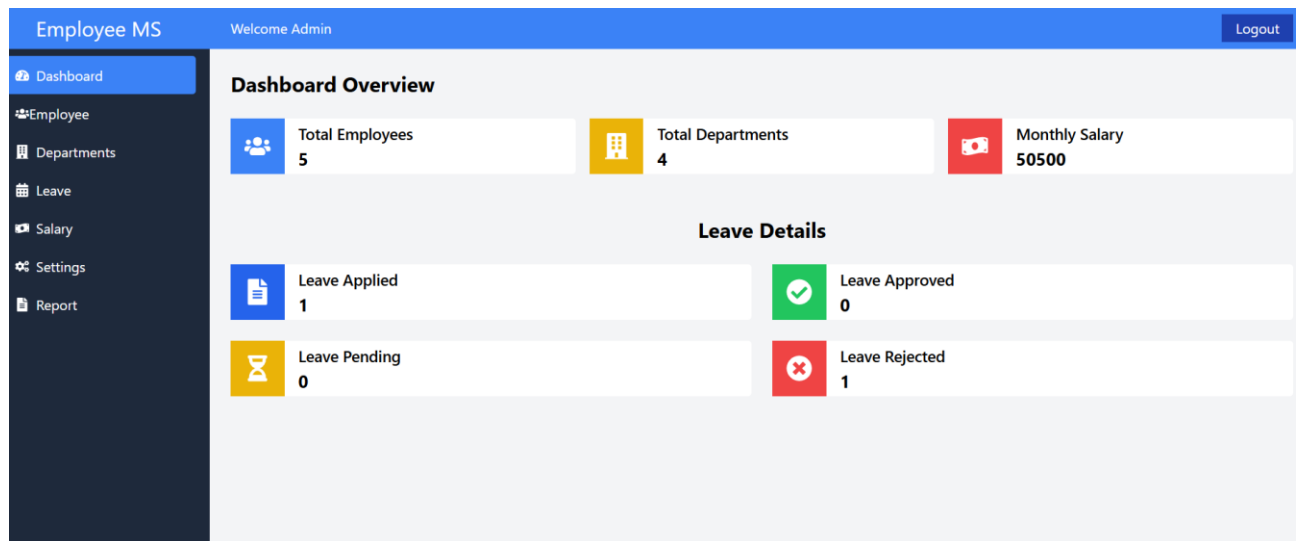 Employee MS
Welcome Admin
Logout
Dashboard
Employee
Departments
Leave
Salary
Settings
Report
Dashboard Overview
Total Employees
5
Total Departments
4
Monthly Salary
50500
Leave Details
Leave Applied
1
Leave Approved
0
Leave Pending
0
Leave Rejected
1